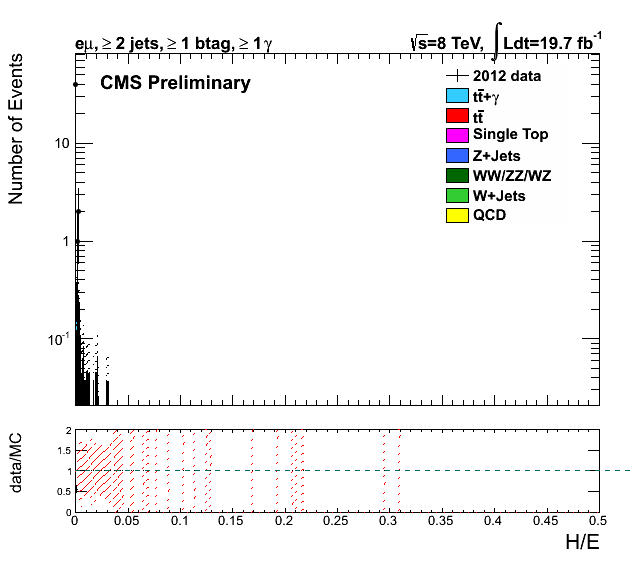 eμ, ≥ 2 jets, ≥ 1 btag, ≥ 1 γ
√s=8 TeV, ∫ Ldt=19.7 fb⁻¹
CMS Preliminary
2012 data
tt̄+γ
tt̄
Single Top
Z+Jets
WW/ZZ/WZ
W+Jets
QCD
Number of Events
10
1
10⁻¹
data/MC
2
1.5
1
0.5
0
0 0.05 0.1 0.15 0.2 0.25 0.3 0.35 0.4 0.45 0.5
H/E